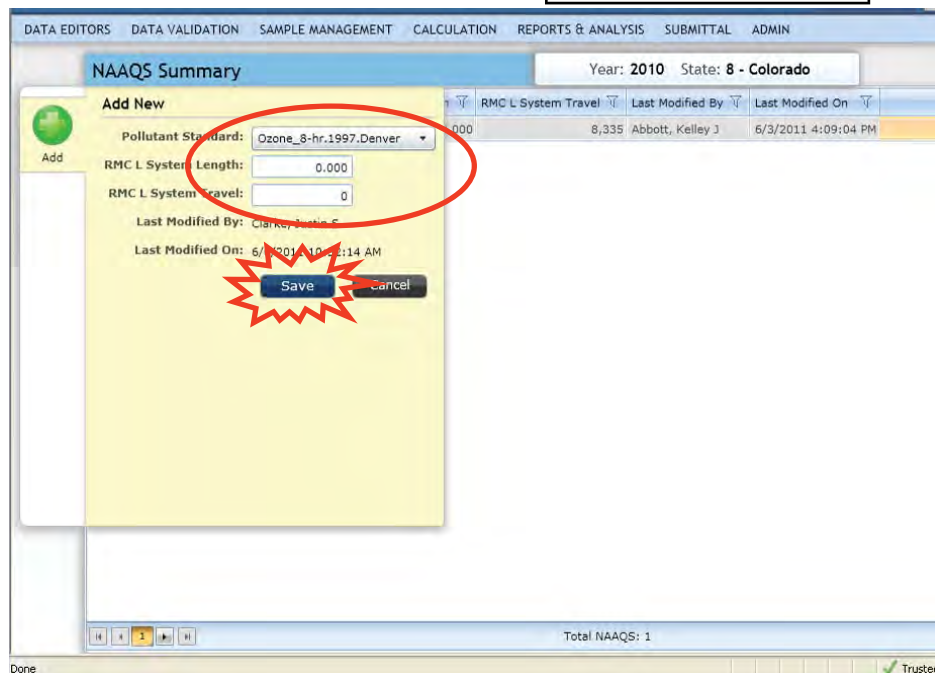 DATA EDITORS DATA VALIDATION SAMPLE MANAGEMENT CALCULATION REPORTS & ANALYSIS SUBMITTAL ADMIN
NAAQS Summary
Year: 2010 State: 8 - Colorado
Add
Add New
Pollutant Standard: Ozone_8-hr.1997.Denver
RMC L System Length: 0.000
RMC L System Travel: 0
Last Modified By:
Last Modified On: AM
Save Cancel
RMC L System Travel Last Modified By Last Modified On
000 8,335 Abbott, Kelley J 6/3/2011 4:09:04 PM
1
Total NAAQS: 1
Done
Trusted